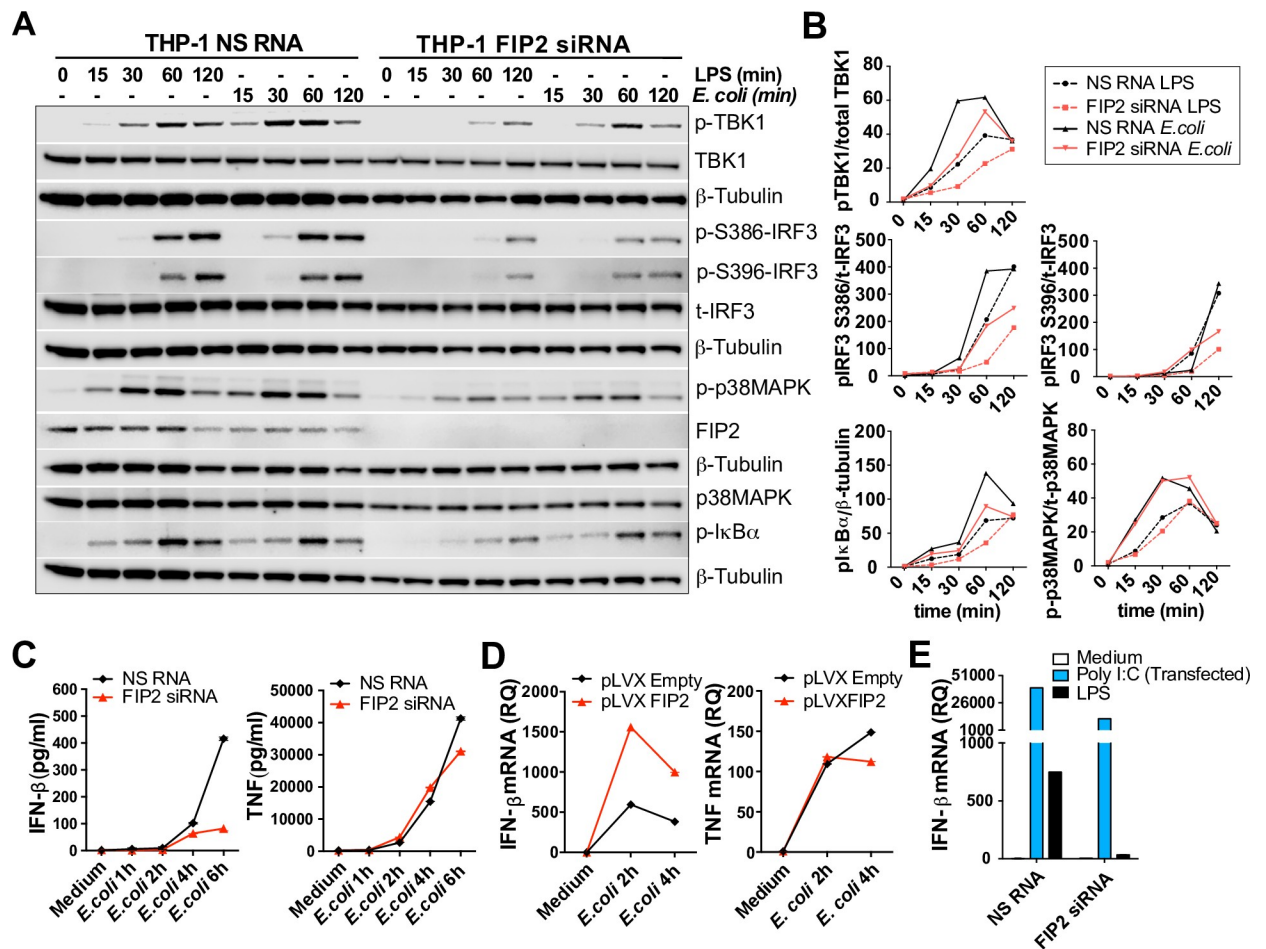 A
THP-1 NS RNA THP-1 FIP2 siRNA
0 15 30 60 120 - - - - 0 15 30 60 120 - - - - LPS (min)
- - - - - 15 30 60 120 - - - - - 15 30 60 120 E. coli (min)
p-TBK1
TBK1
β-Tubulin
p-S386-IRF3
p-S396-IRF3
t-IRF3
β-Tubulin
p-p38MAPK
FIP2
β-Tubulin
p38MAPK
p-IκBα
β-Tubulin
B
NS RNA LPS
FIP2 siRNA LPS
NS RNA E.coli
FIP2 siRNA E.coli
pTBK1/total TBK1
80
60
40
20
0
0 15 30 60 120
pIRF3 S386/t-IRF3
500
400
300
200
100
0
0 15 30 60 120
pIRF3 S396/t-IRF3
500
400
300
200
100
0
0 15 30 60 120
pIκBα/β-tubulin
200
150
100
50
0
0 15 30 60 120
time (min)
p-p38MAPK/t-p38MAPK
80
60
40
20
0
0 15 30 60 120
time (min)
C
NS RNA
FIP2 siRNA
IFN-β(pg/ml)
600
500
400
300
200
100
0
Medium E.coli 1h E.coli 2h E.coli 4h E.coli 6h
NS RNA
FIP2 siRNA
TNF(pg/ml)
50000
40000
30000
20000
10000
0
Medium E.coli 1h E.coli 2h E.coli 4h E.coli 6h
D
pLVX Empty
pLVX FIP2
IFN-β mRNA (RQ)
2000
1500
1000
500
0
Medium E.coli 2h E.coli 4h
pLVX Empty
pLVXFIP2
TNF mRNA (RQ)
200
150
100
50
0
Medium E. coli 2h E. coli 4h
E
Medium
Poly I:C (Transfected)
LPS
IFN- β mRNA (RQ)
51000
26000
1000
1000
500
0
NS RNA FIP2 siRNA